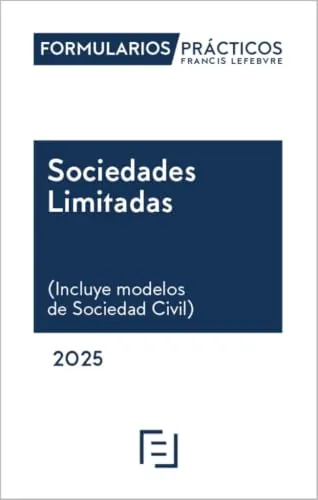 FORMULARIOS PRÁCTICOS
FRANCIS LEFEBVRE
Sociedades
Limitadas
(Incluye modelos
de Sociedad Civil)
2025